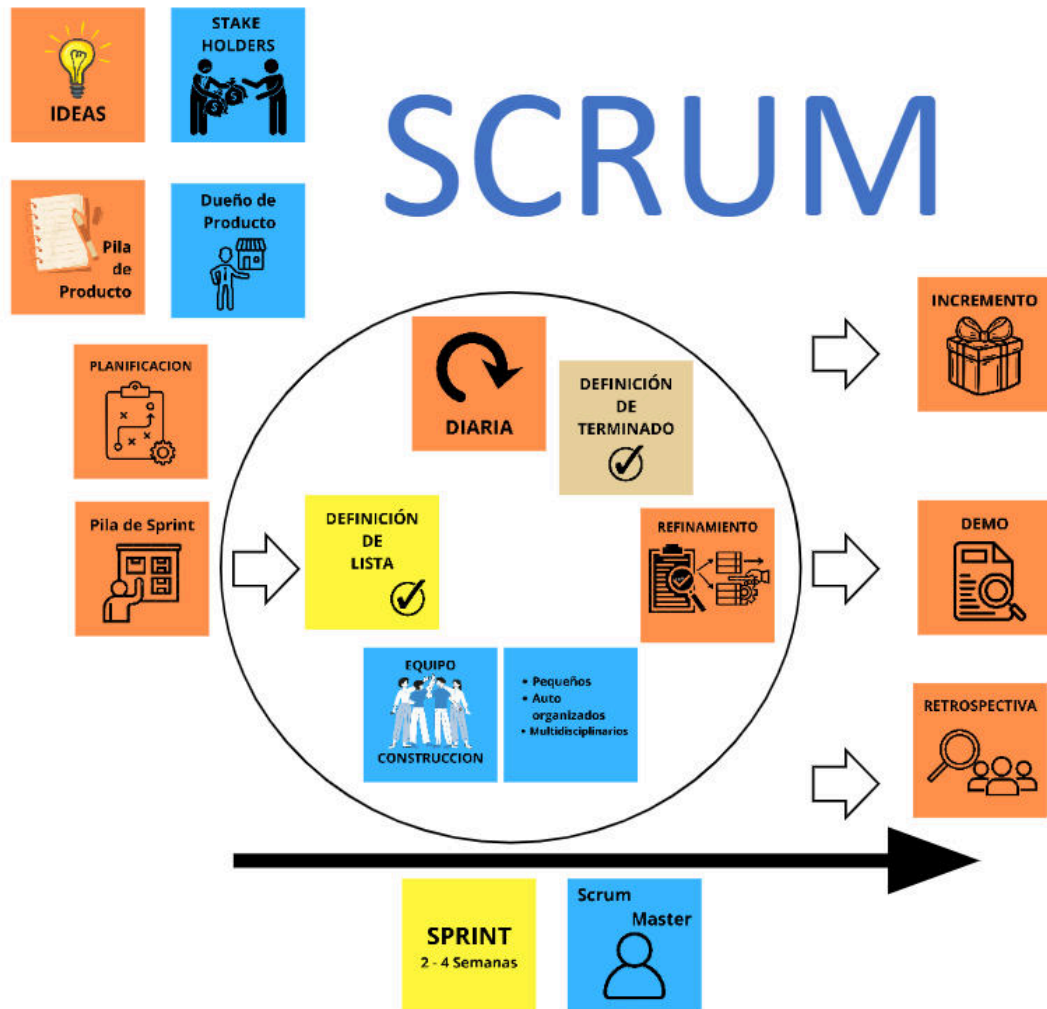 STAKE
HOLDERS
IDEAS
SCRUM
Dueño de
Producto
Pila
de
Producto
INCREMENTO
PLANIFICACION
DIARIA
DEFINICIÓN
DE
TERMINADO
Pila de Sprint
DEFINICIÓN
DE
LISTA
REFINAMIENTO
DEMO
EQUIPO
CONSTRUCCION
• Pequeños
• Auto
organizados
• Multidisciplinarios
RETROSPECTIVA
SPRINT
2 - 4 Semanas
Scrum
Master